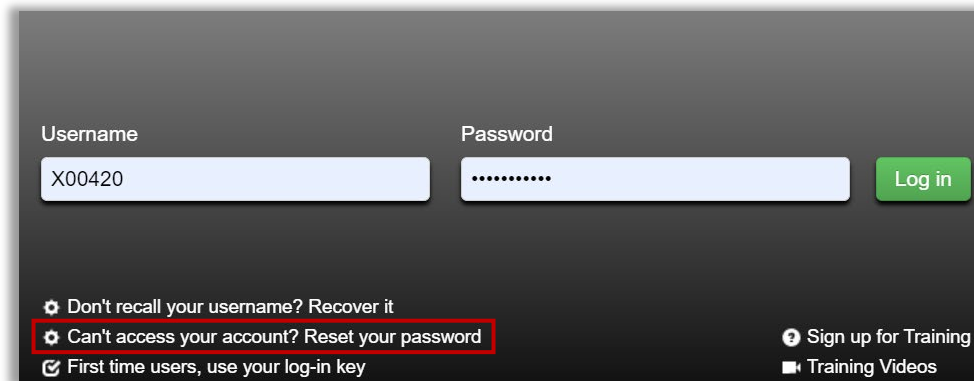 Username
Password
X00420
•••••••••••
Log in
Don't recall your username? Recover it
Can't access your account? Reset your password
First time users, use your log-in key
Sign up for Training
Training Videos